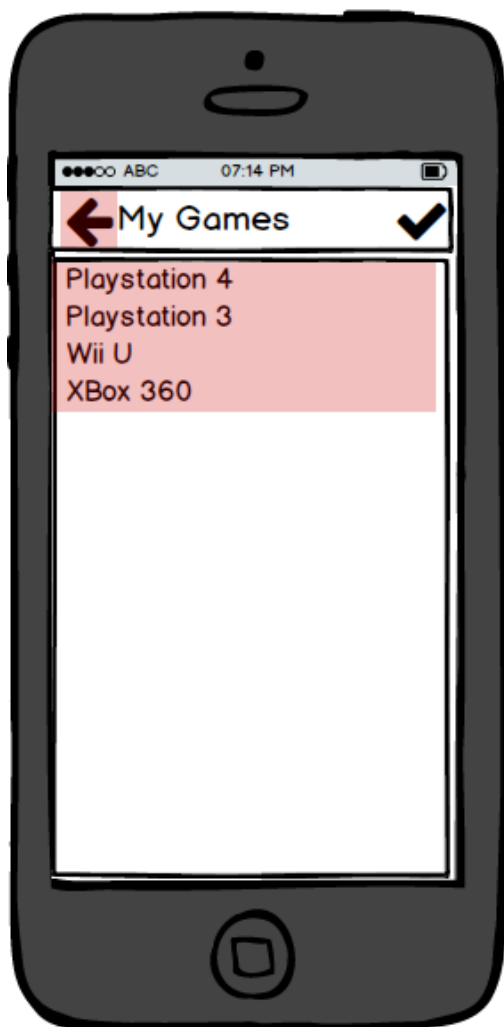 ABC 07:14 PM
My Games
Playstation 4
Playstation 3
Wii U
XBox 360